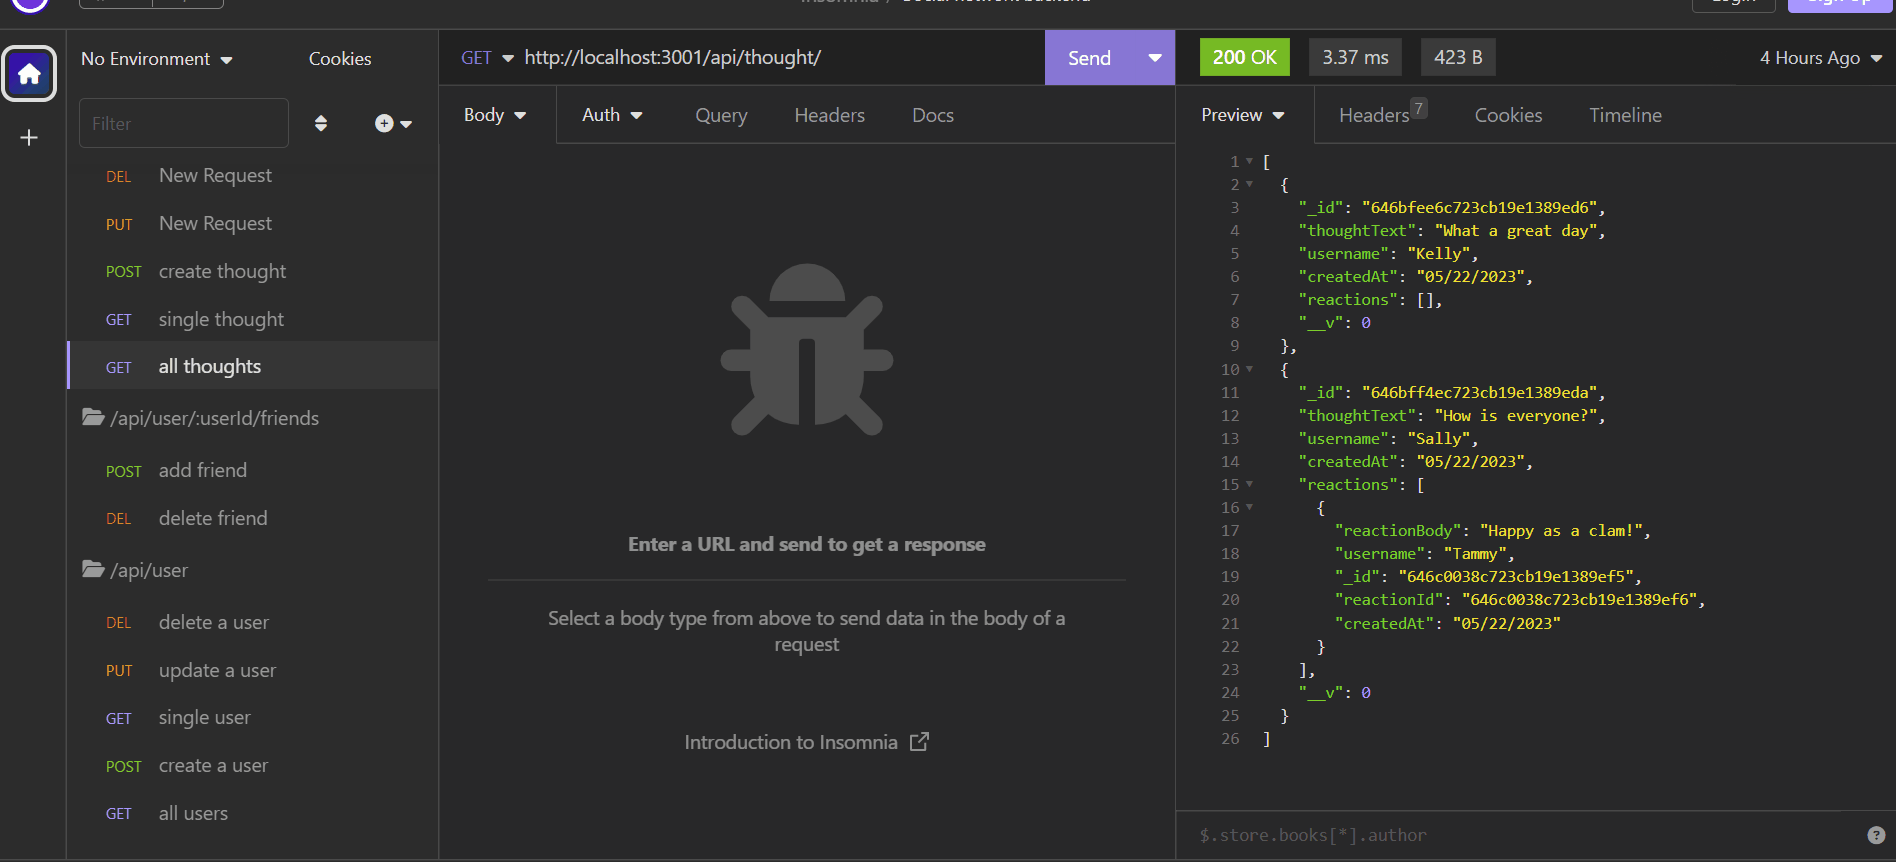 No Environment
Cookies
Filter
DEL New Request
PUT New Request
POST create thought
GET single thought
GET all thoughts
/api/user/:userId/friends
POST add friend
DEL delete friend
/api/user
DEL delete a user
PUT update a user
GET single user
POST create a user
GET all users
GET http://localhost:3001/api/thought/
Send
Body Auth Query Headers Docs
Enter a URL and send to get a response
Select a body type from above to send data in the body of a
request
Introduction to Insomnia
200 OK 3.37 ms 423 B 4 Hours Ago
Preview Headers 7 Cookies Timeline
1 [
2 {
3 "_id": "646bfee6c723cb19e1389ed6",
4 "thoughtText": "What a great day",
5 "username": "Kelly",
6 "createdAt": "05/22/2023",
7 "reactions": [],
8 "__v": 0
9 },
10 {
11 "_id": "646bff4ec723cb19e1389eda",
12 "thoughtText": "How is everyone?",
13 "username": "Sally",
14 "createdAt": "05/22/2023",
15 "reactions": [
16 {
17 "reactionBody": "Happy as a clam!",
18 "username": "Tammy",
19 "_id": "646c0038c723cb19e1389ef5",
20 "reactionId": "646c0038c723cb19e1389ef6",
21 "createdAt": "05/22/2023"
22 }
23 ],
24 "__v": 0
25 }
26 ]
$.store.books[*].author
?